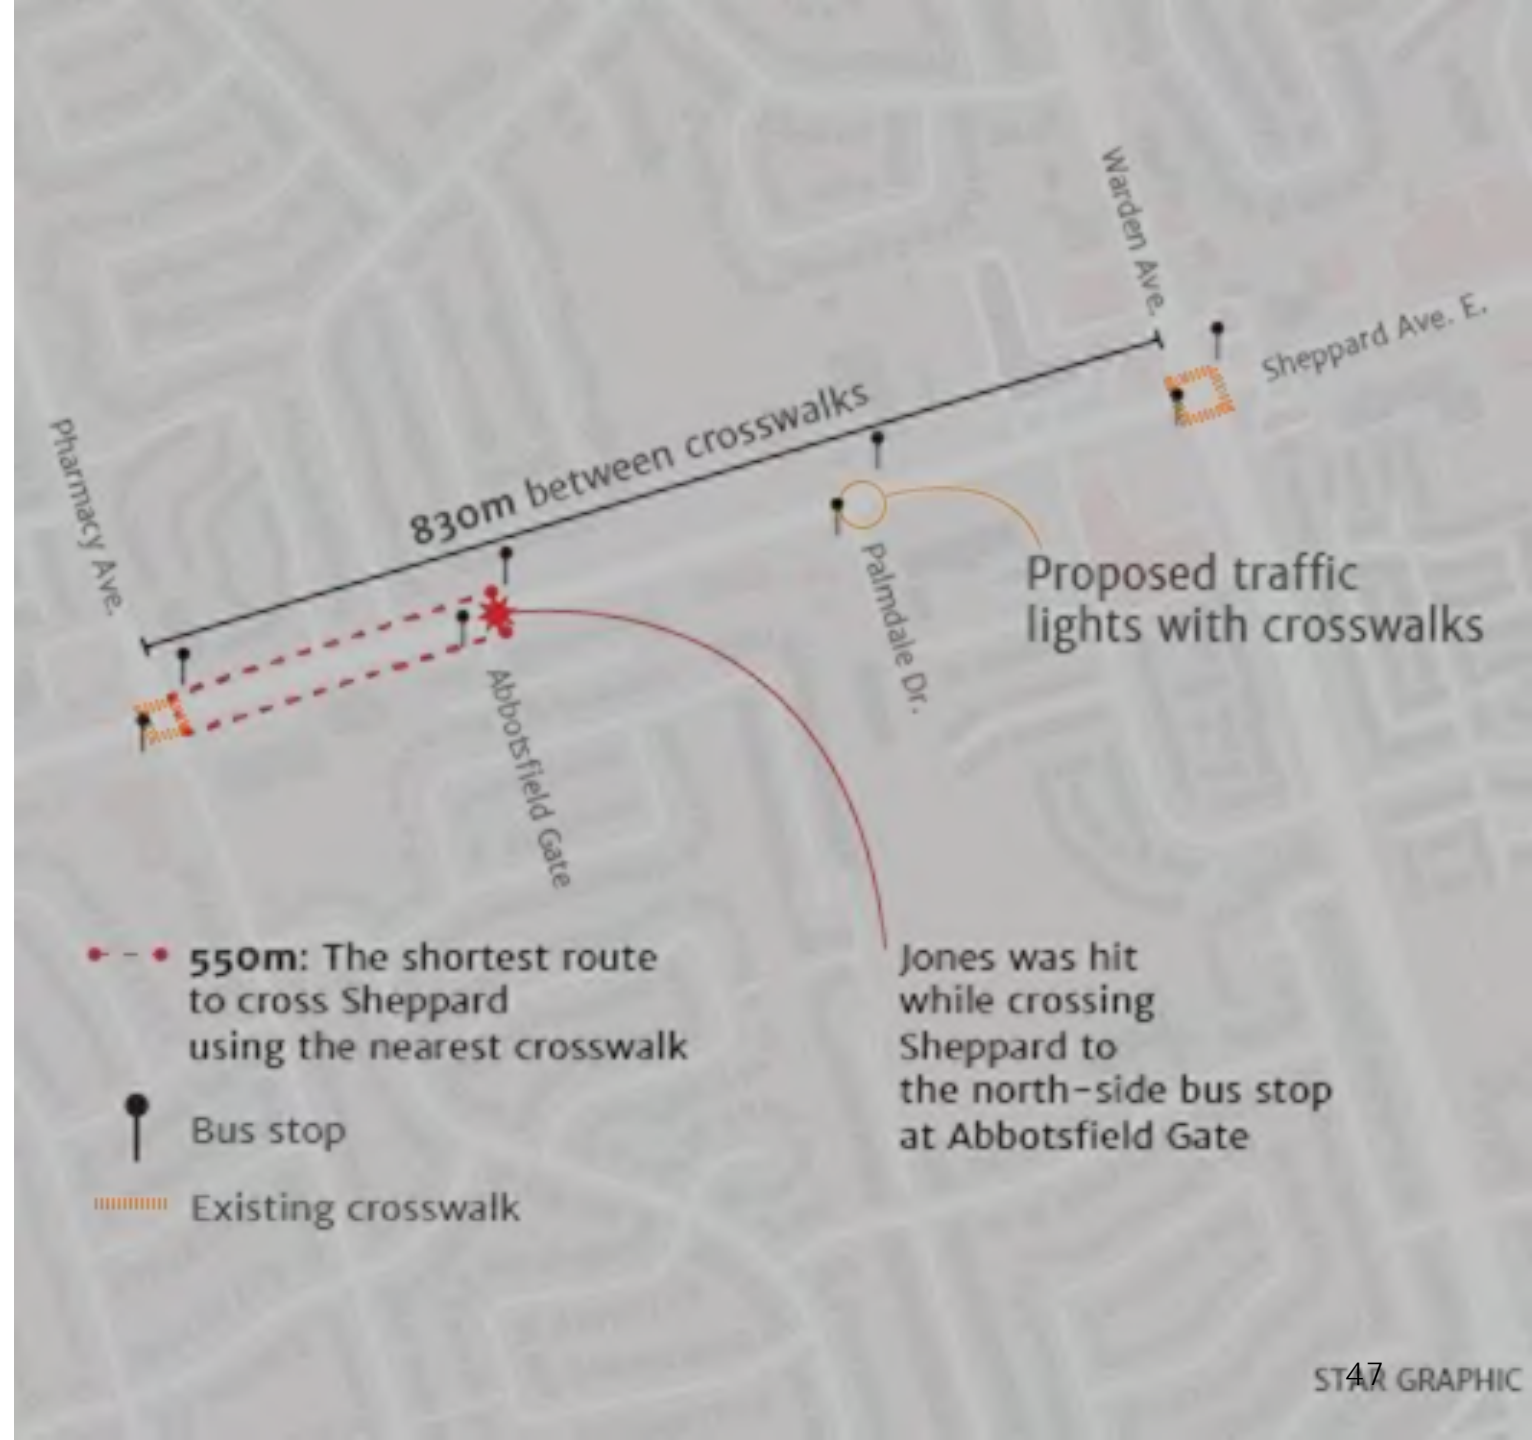 Warden Ave.
Sheppard Ave. E.
830m between crosswalks
Pharmacy Ave.
Palmdale Dr.
Proposed traffic
lights with crosswalks
Abbotsfield Gate
550m: The shortest route
to cross Sheppard
using the nearest crosswalk
Bus stop
Existing crosswalk
Jones was hit
while crossing
Sheppard to
the north-side bus stop
at Abbotsfield Gate
47
STAR GRAPHIC